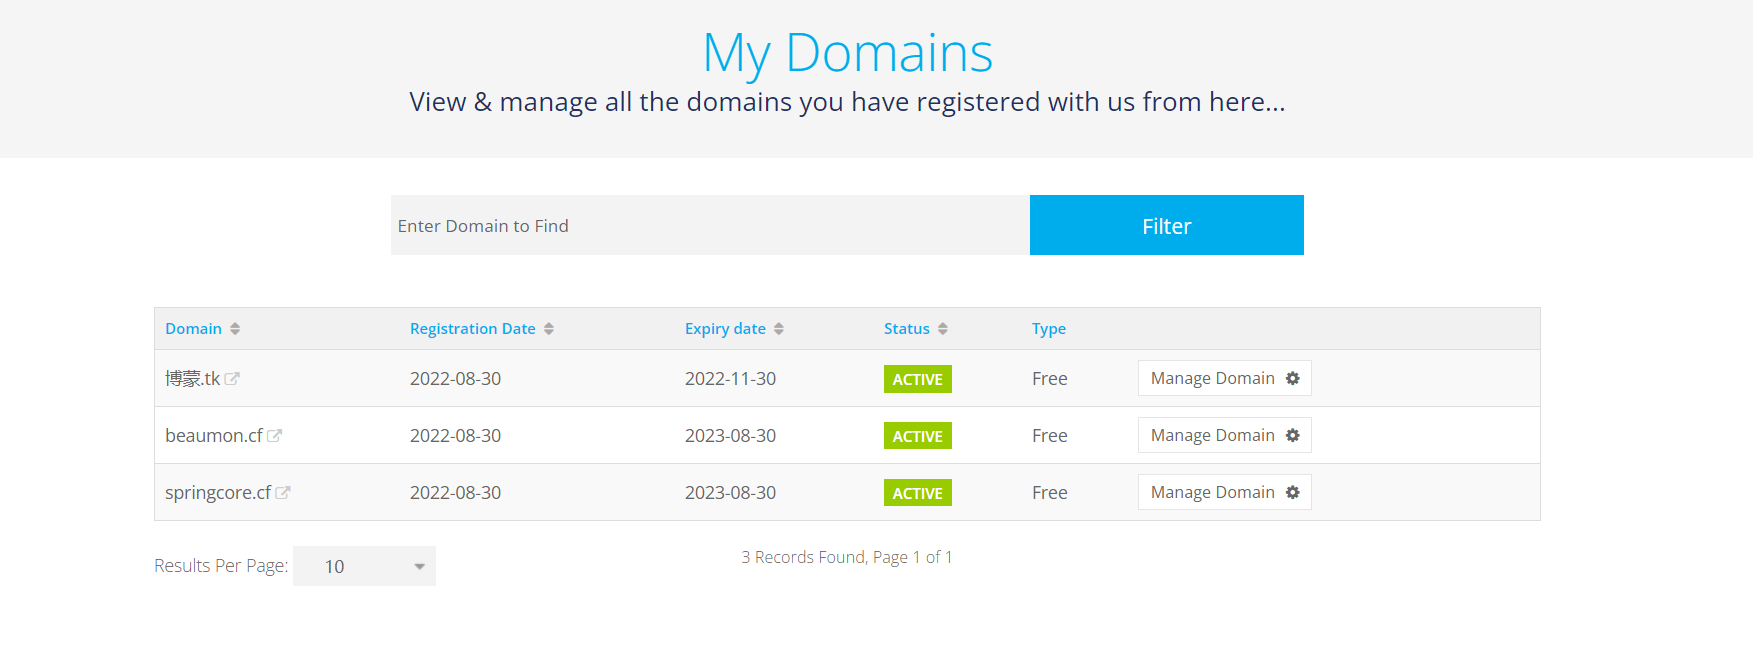 My Domains
View & manage all the domains you have registered with us from here...
Enter Domain to Find Filter
Domain Registration Date Expiry date Status Type
博蒙.tk 2022-08-30 2022-11-30 ACTIVE Free Manage Domain
beaumon.cf 2022-08-30 2023-08-30 ACTIVE Free Manage Domain
springcore.cf 2022-08-30 2023-08-30 ACTIVE Free Manage Domain
Results Per Page: 10 3 Records Found, Page 1 of 1